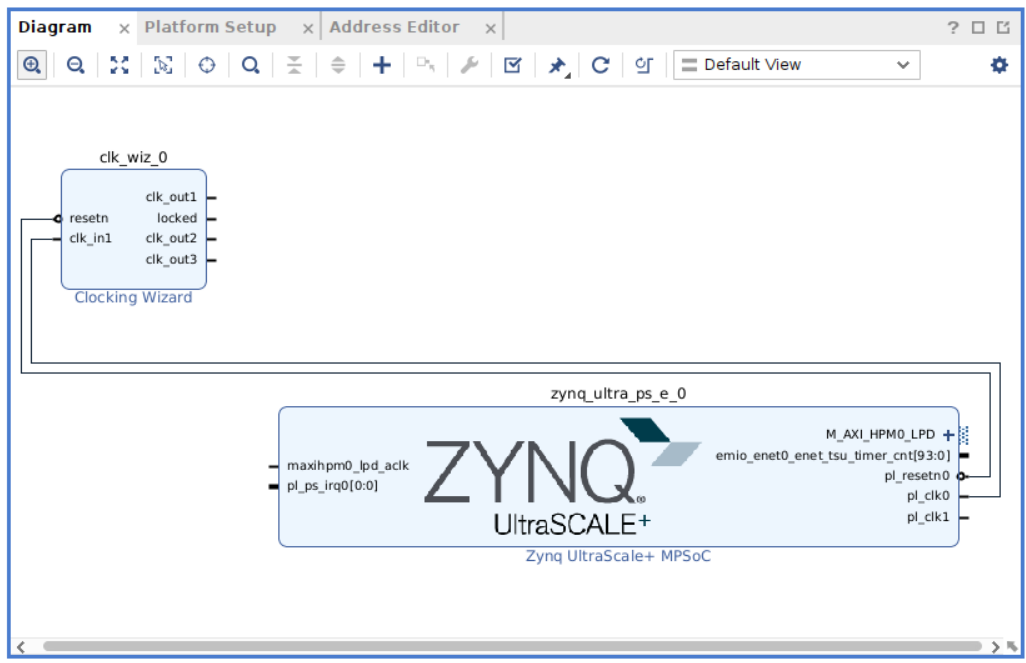 Diagram × Platform Setup × Address Editor × ?
Default View
clk_wiz_0
clk_out1
resetn locked
clk_in1 clk_out2
clk_out3
Clocking Wizard
zynq_ultra_ps_e_0
M_AXI_HPM0_LPD
emio_enet0_enet_tsu_timer_cnt[93:0]
maxihpm0_lpd_aclk pl_resetn0
pl_ps_irq0[0:0] pl_clk0
pl_clk1
ZYNQ®
UltraSCALE+
Zynq UltraScale+ MPSoC